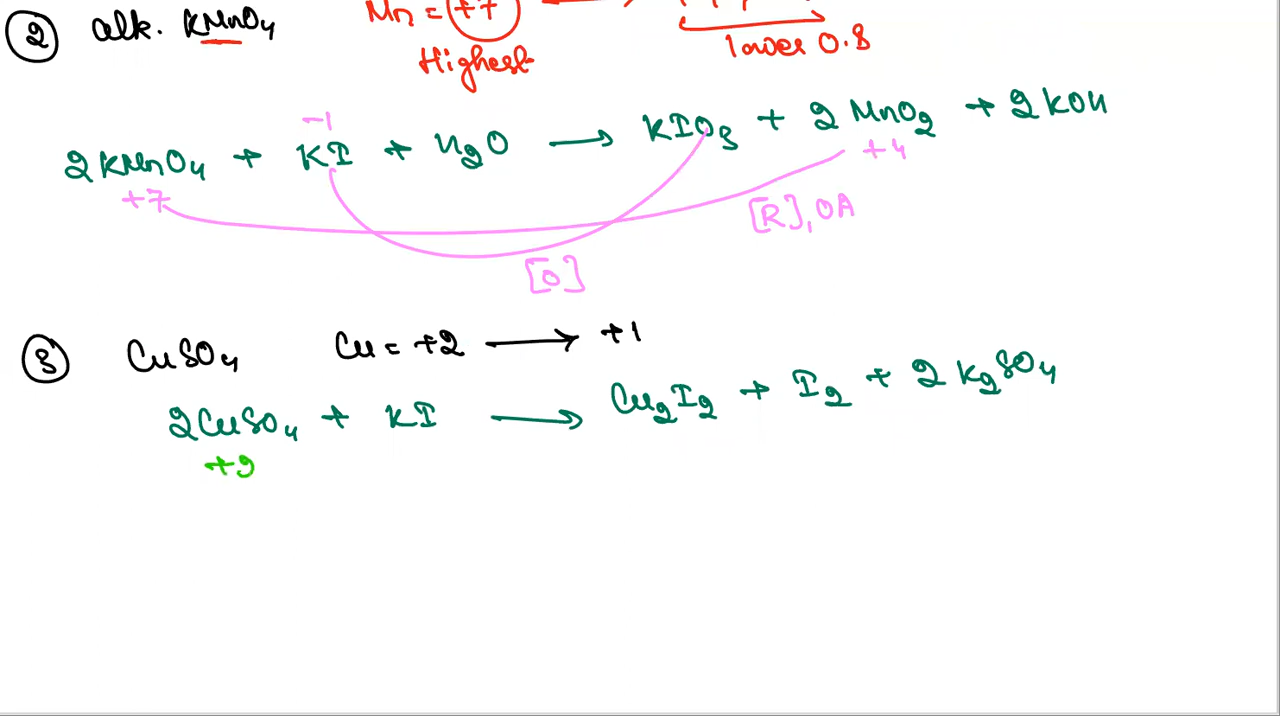 ② alk. KMnO₄ Mn = +7
Highest lower O.S
2KMnO₄ + KI + H₂O ⟶ KIO₃ + 2MnO₂ + 2KOH
-1
+7 +4
[R], OA
[O]
③ CuSO₄ Cu = +2 ⟶ +1
2CuSO₄ + KI ⟶ Cu₂I₂ + I₂ + 2K₂SO₄
+2